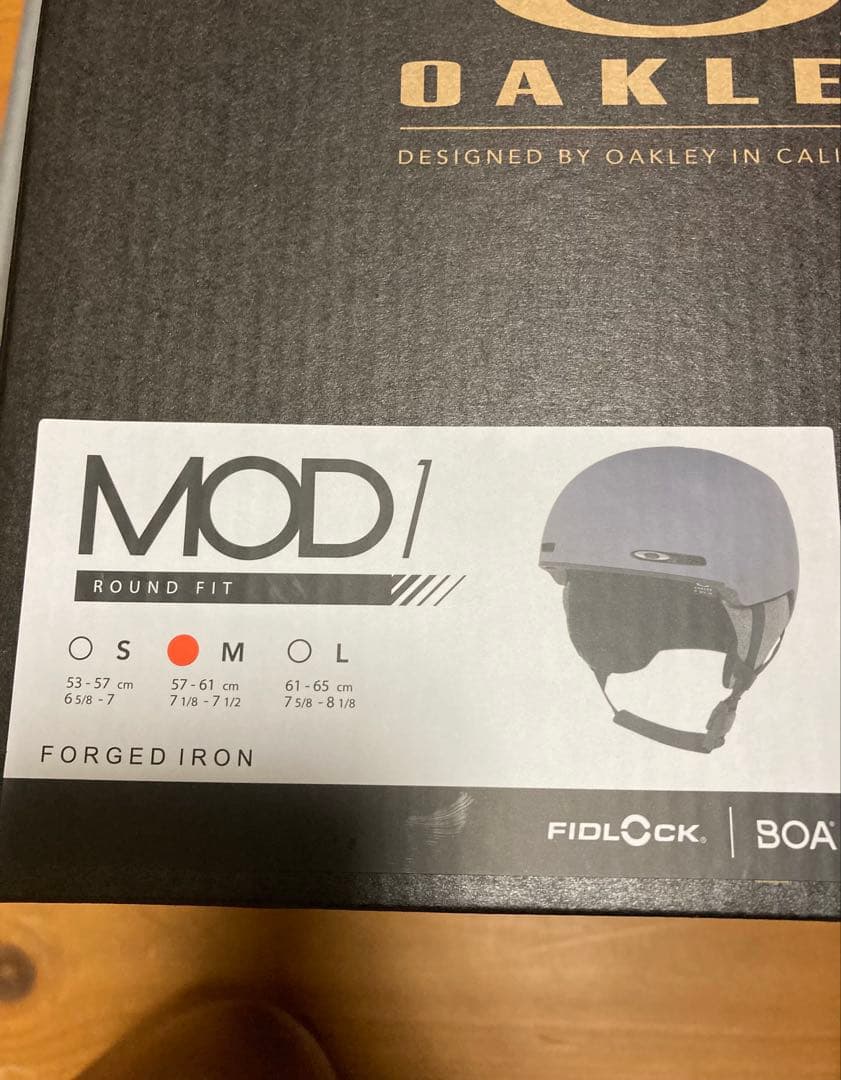 OAKLE
DESIGNED BY OAKLEY IN CALI
MOD1
ROUND FIT
S M L
53 - 57 cm 57 - 61 cm 61 - 65 cm
6 5/8 - 7 7 1/8 - 7 1/2 7 5/8 - 8 1/8
FORGED IRON
FIDLOCK® BOA®